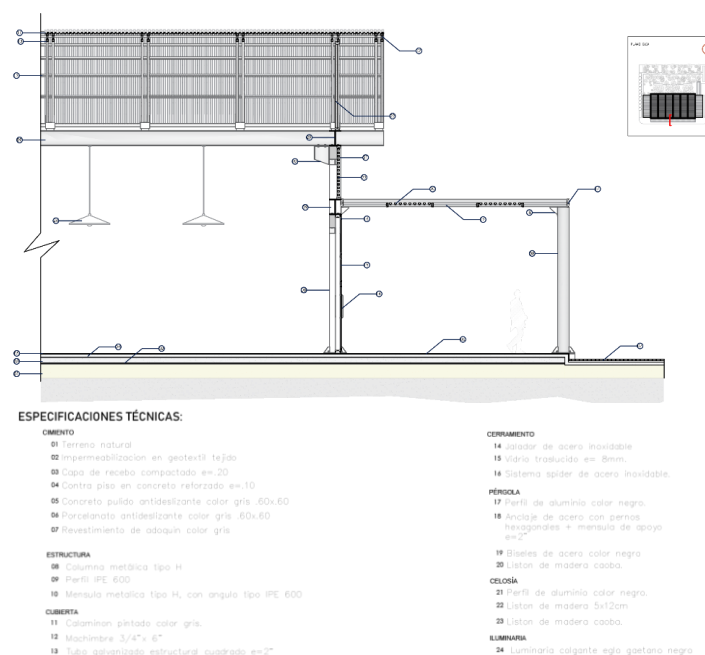 ESPECIFICACIONES TÉCNICAS:
CIMIENTO
01 Terreno natural
02 Impermeabilizacion en geotextil tejido
03 Capa de recebo compactado e=.20
04 Contra piso en concreto reforzado e=.10
05 Concreto pulido antideslizante color gris .60x.60
06 Porcelanato antideslizante color gris .60x.60
07 Revestimiento de adoquin color gris
ESTRUCTURA
08 Columna metálica tipo H
09 Perfil IPE 600
10 Mensula metalica tipo H, con angulo tipo IPE 600
CUBIERTA
11 Calaminon pintado color gris.
12 Machimbre 3/4"x 6"
13 Tubo galvanizado estructural cuadrado e=2"
CERRAMIENTO
14 Jalador de acero inoxidable
15 Vidrio traslucido e= 8mm.
16 Sistema spider de acero inoxidable.
PÉRGOLA
17 Perfil de aluminio color negro.
18 Anclaje de acero con pernos
hexagonales + mensula de apoyo
e=2"
19 Biseles de acero color negro
20 Liston de madera caoba.
CELOSÍA
21 Perfil de aluminio color negro.
22 Liston de madera 5x12cm.
23 Liston de madera caoba.
ILUMINARIA
24 Luminaria colgante eglo gaetano negro